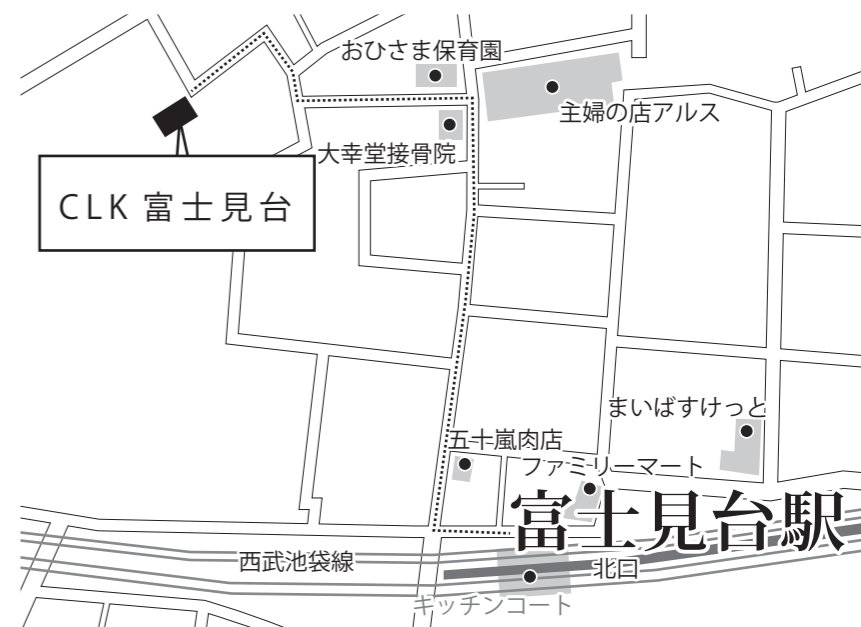 おひさま保育園
主婦の店アルス
大幸堂接骨院
CLK 富士見台
まいばすけっと
五十嵐肉店
ファミリーマート
富士見台駅
西武池袋線
北口
キッチンコート